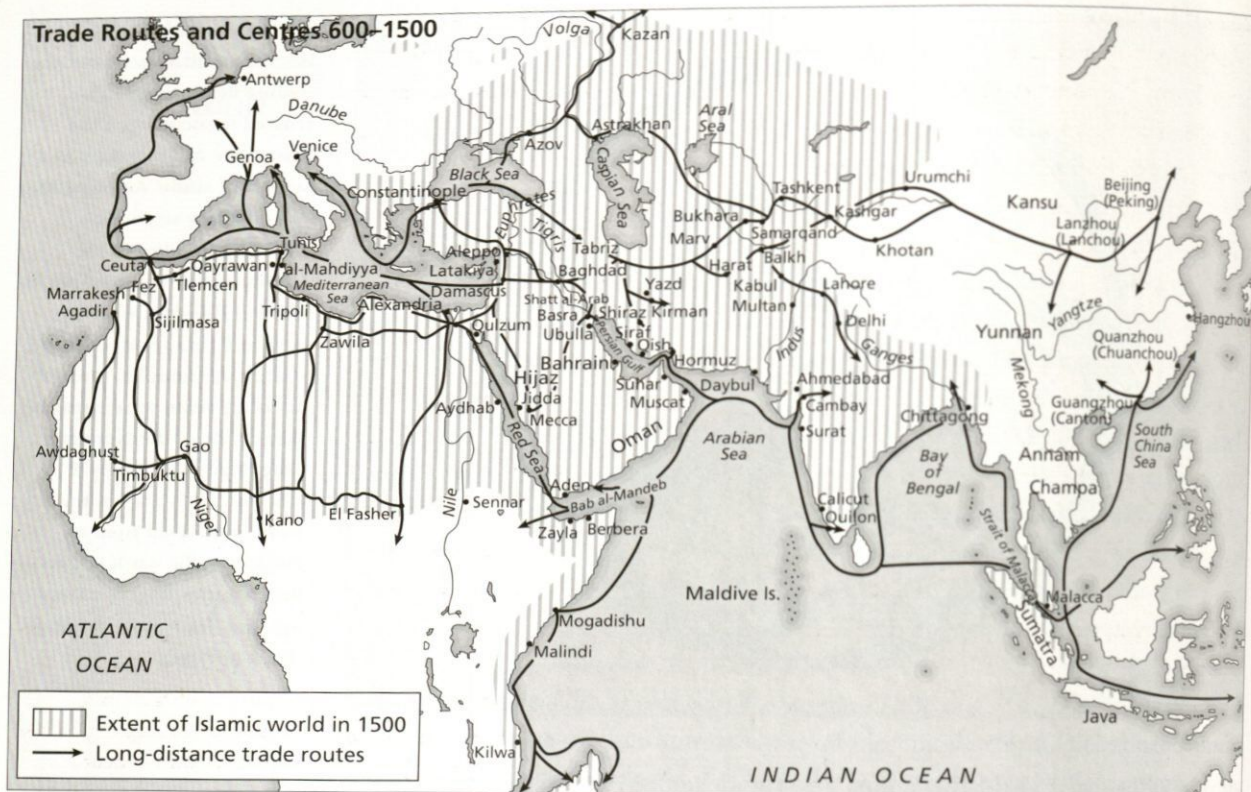 Trade Routes and Centres 600–1500
Volga
Kazan
Antwerp
Danube
Aral
Sea
Astrakhan
Azov
Venice
Genoa
Caspian Sea
Black Sea
Constantinople
Urumchi
Tashkent
Kansu
Beijing
(Peking)
Euphrates
Bukhara
Kashgar
Lanzhou
(Lanchou)
Tigris
Marv
Samarqand
Khotan
Tabriz
Tunis
Aleppo
Balkh
Ceuta
Qayrawan
al-Mahdiyya
Latakiya
Baghdad
Harat
Fez
Tlemcen
Mediterranean
Sea
Damascus
Kabul
Lahore
Marrakesh
Agadir
Alexandria
Shatt al-Arab
Yazd
Multan
Sijilmasa
Tripoli
Basra
Shiraz
Kirman
Delhi
Yunnan
Yangtze
Hangzhou
Zawila
Qulzum
Ubulla
Siraf
Persian Gulf
Qish
Indus
Ganges
Quanzhou
(Chuanchou)
Bahrain
Hormuz
Mekong
Hijaz
Suhar
Daybul
Ahmedabad
Jidda
Muscat
Cambay
Chittagong
Guangzhou
(Canton)
Aydhab
Mecca
Surat
Awdaghust
Gao
Red Sea
Oman
Arabian
Sea
Bay
of
Bengal
Annam
South
China
Sea
Timbuktu
Aden
Champa
Niger
Nile
Sennar
Bab al-Mandeb
Calicut
Kano
El Fasher
Quilon
Zayla
Berbera
Strait of Malacca
Maldive Is.
Malacca
Mogadishu
Sumatra
ATLANTIC
OCEAN
Malindi
Extent of Islamic world in 1500
Long-distance trade routes
Java
Kilwa
INDIAN OCEAN